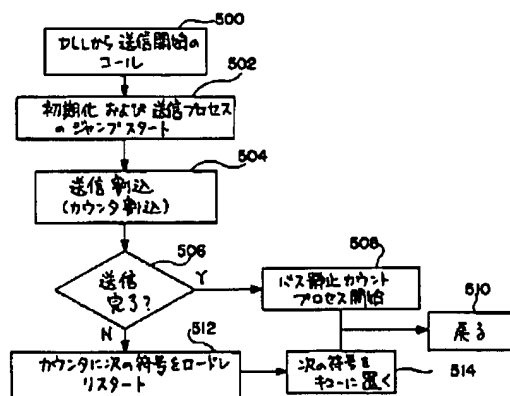 500
DLLから送信開始の
コール
502
初期化および送信プロセス
のジャンプスタート
504
送信割込
(カウンタ割込)
506
送信
完了?
Y
N
508
バス静止カウント
プロセス開始
510
戻る
512
カウンタに次の符号をロードし
リスタート
次の符号を
キューに置く
514